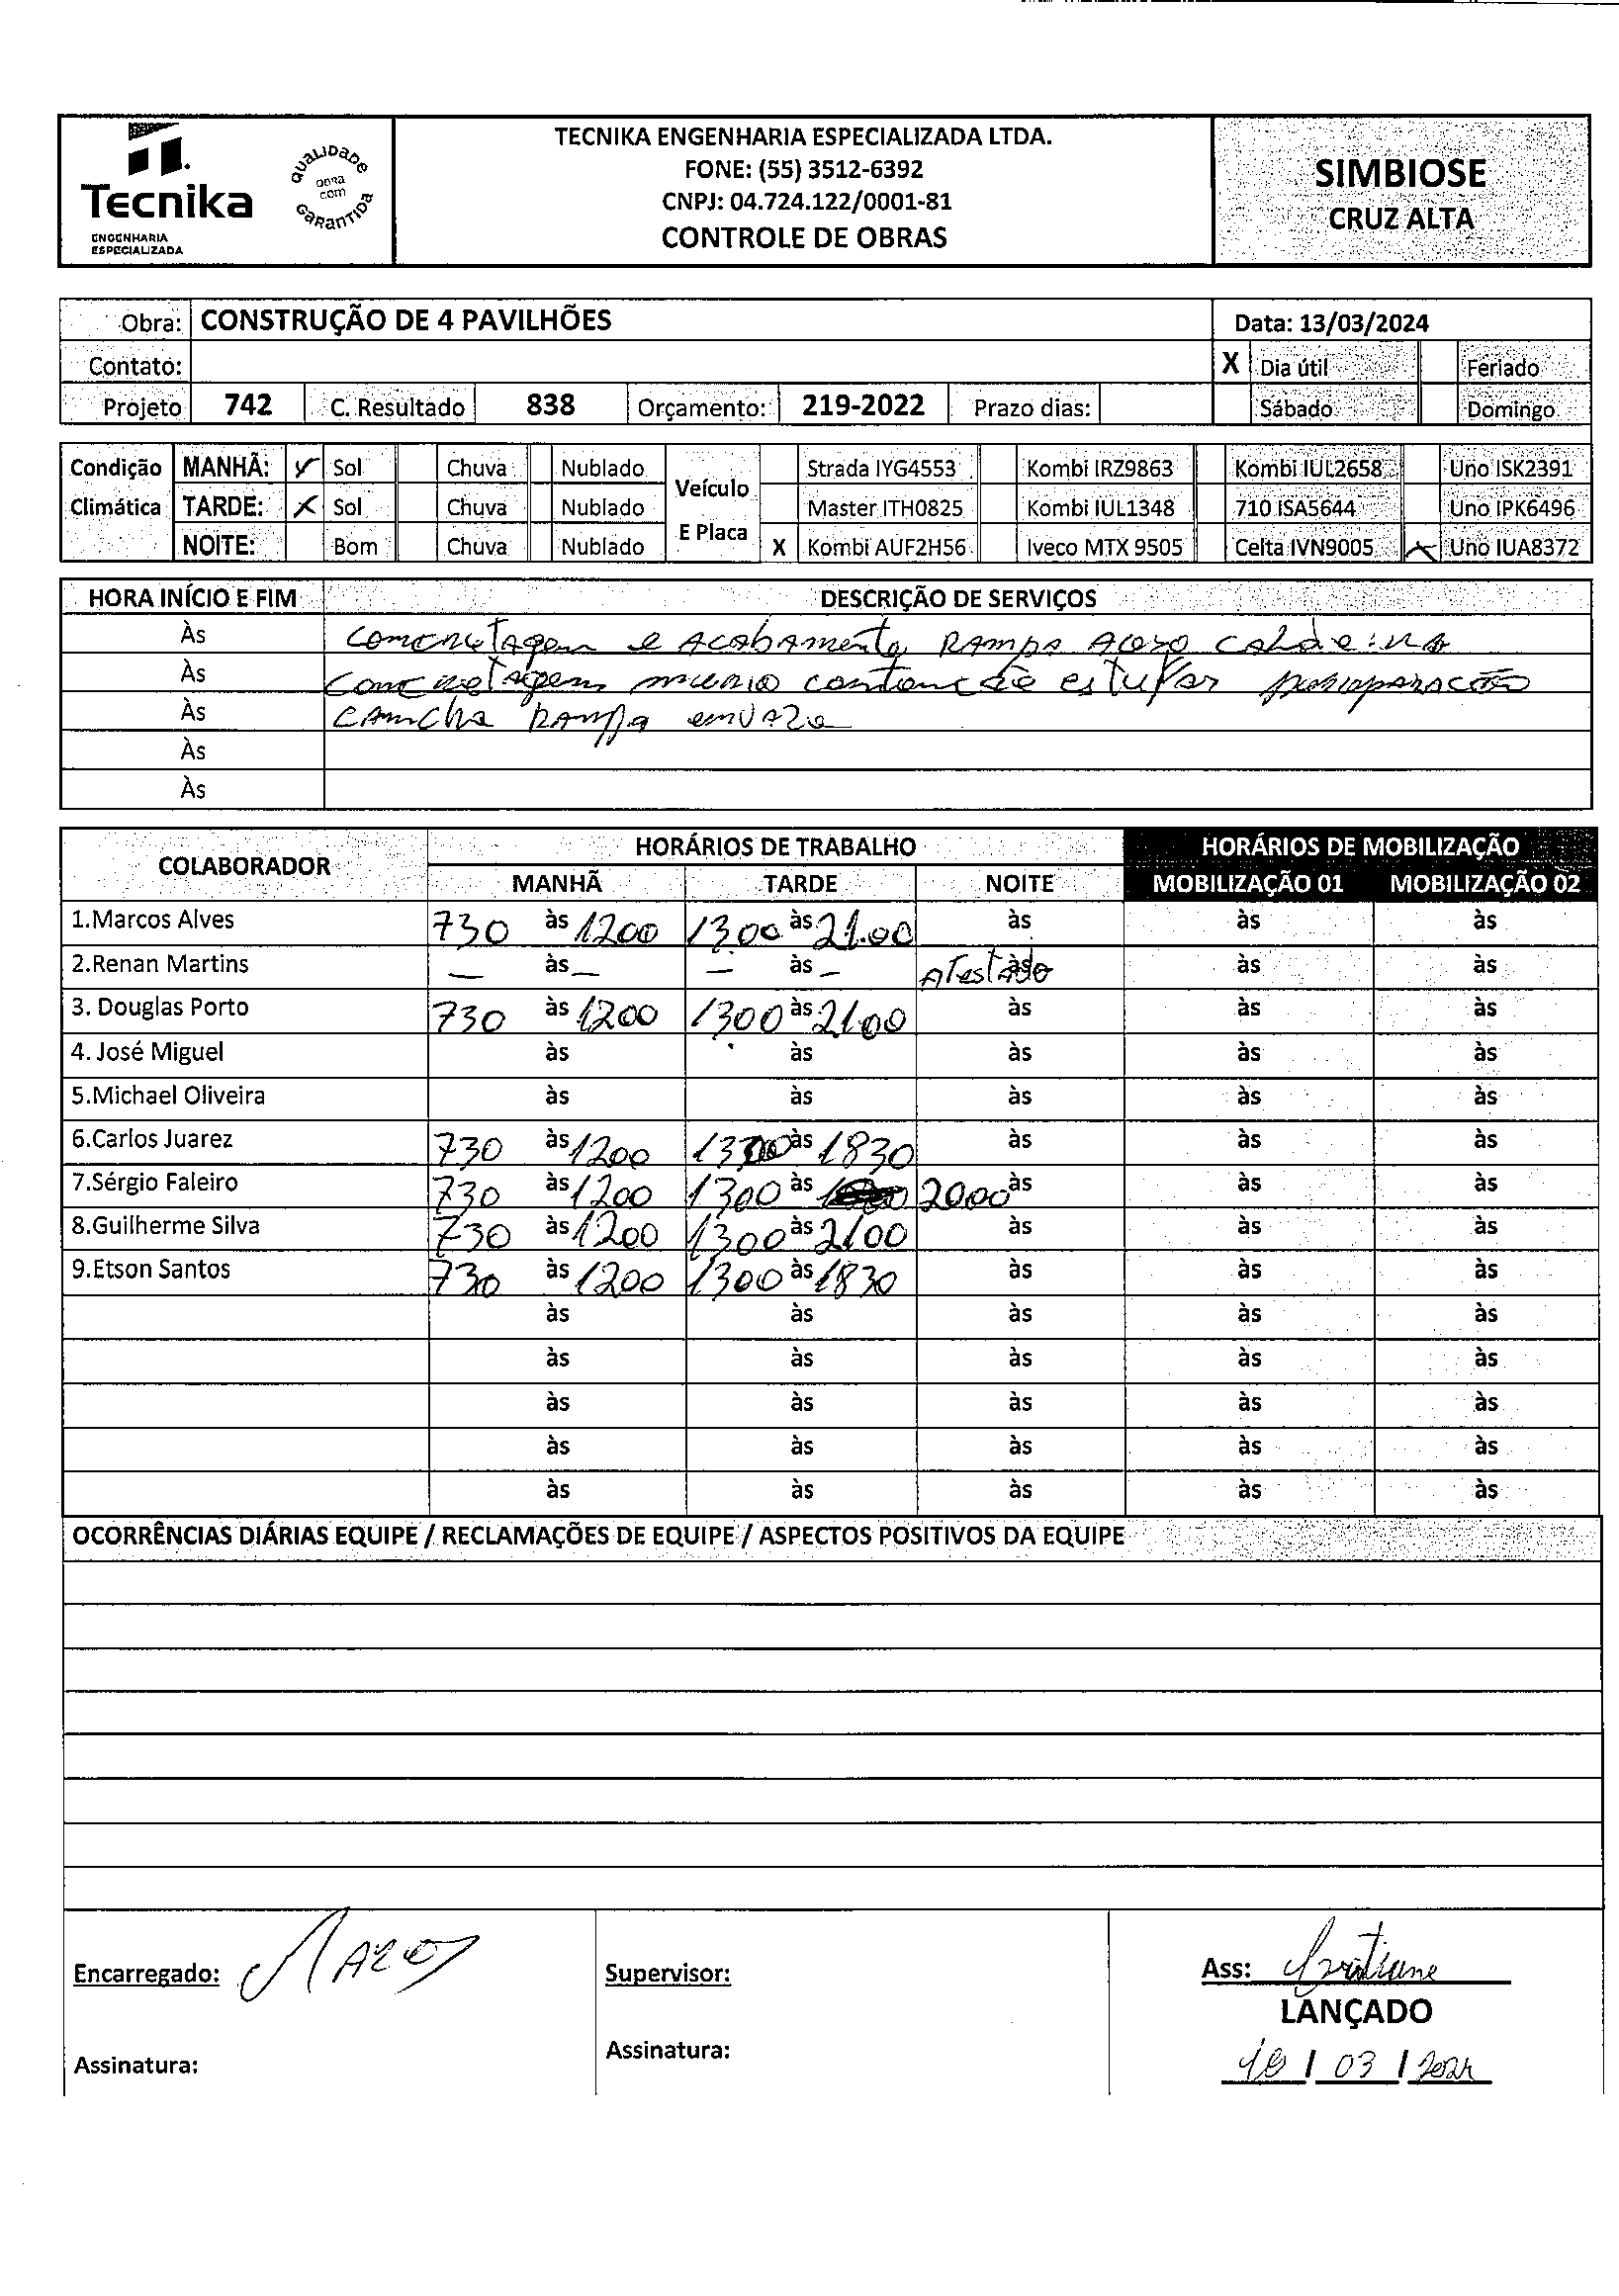 Tecnika
ENGENHARIA
ESPECIALIZADA
QUALIDADE
obra
com
GARANTIDA
TECNIKA ENGENHARIA ESPECIALIZADA LTDA.
FONE: (55) 3512-6392
CNPJ: 04.724.122/0001-81
CONTROLE DE OBRAS
SIMBIOSE
CRUZ ALTA
Obra: CONSTRUÇÃO DE 4 PAVILHÕES Data: 13/03/2024
Contato: X Dia útil Feriado
Projeto 742 C. Resultado 838 Orçamento: 219-2022 Prazo dias: Sábado Domingo
Condição MANHÃ: X Sol Chuva Nublado Veículo Strada IYG4553 Kombi IRZ9863 Kombi IUL2658 Uno ISK2391
Climática TARDE: X Sol Chuva Nublado Master ITH0825 Kombi IUL1348 710 ISA5644 Uno IPK6496
NOITE: Bom Chuva Nublado E Placa X Kombi AUF2H56 Iveco MTX 9505 Celta IVN9005 X Uno IUA8372
HORA INÍCIO E FIM DESCRIÇÃO DE SERVIÇOS
Às Concretagem e Acabamento Rampa
Às Concretagem contenção
Às cancha Rampa envaze
Às
Às
COLABORADOR HORÁRIOS DE TRABALHO HORÁRIOS DE MOBILIZAÇÃO
MANHÃ TARDE NOITE MOBILIZAÇÃO 01 MOBILIZAÇÃO 02
1.Marcos Alves 730 às 1200 1300 às 21.00 às às às
2.Renan Martins — às — — às — Atestado às às às
3. Douglas Porto 730 às 1200 1300 às 21.00 às às às
4. José Miguel às às às às às
5.Michael Oliveira às às às às às
6.Carlos Juarez 730 às 1200 1300 às 1830 às às às
7.Sérgio Faleiro 730 às 1200 1300 às 2000 às às às
8.Guilherme Silva 730 às 1200 1300 às 2100 às às às
9.Etson Santos 730 às 1200 1300 às 1830 às às às
às às às às às
às às às às às
às às às às às
às às às às às
às às às às às
OCORRÊNCIAS DIÁRIAS EQUIPE / RECLAMAÇÕES DE EQUIPE / ASPECTOS POSITIVOS DA EQUIPE
Encarregado: Supervisor: Ass: Cristiane
LANÇADO
Assinatura: Assinatura: 18 / 03 / 2024